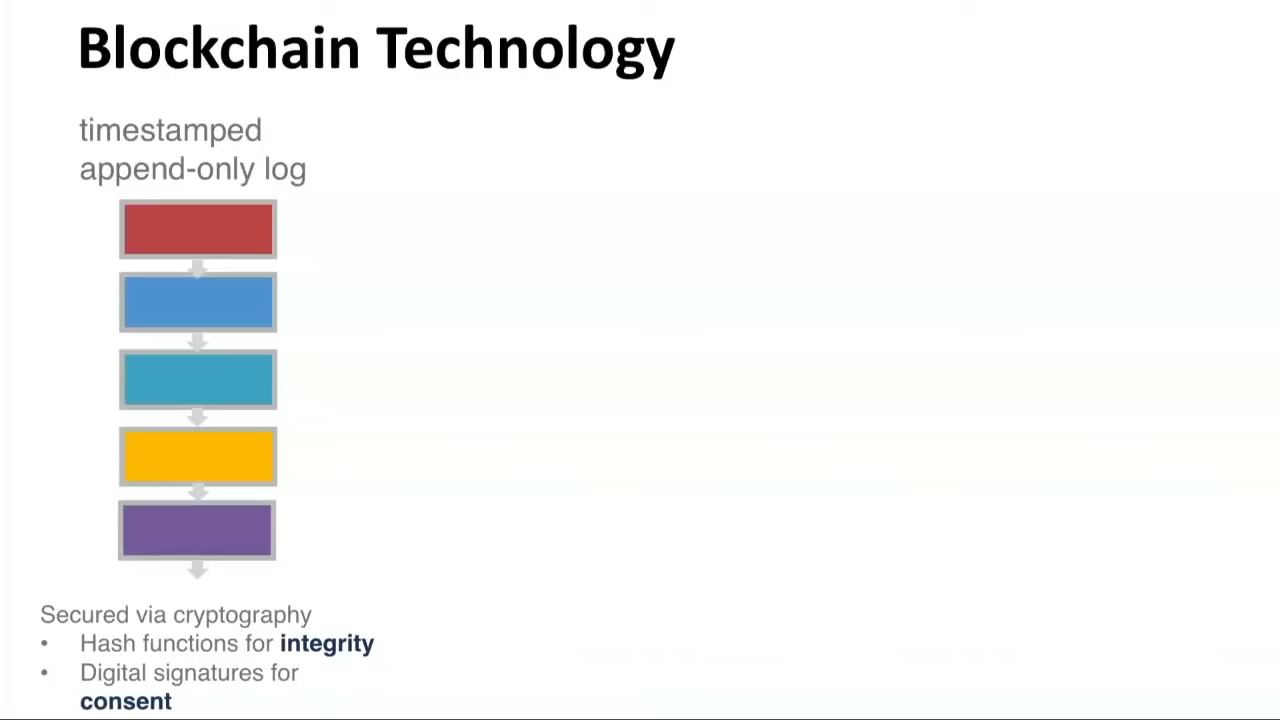 Blockchain Technology
timestamped
append-only log
Secured via cryptography
• Hash functions for integrity
• Digital signatures for
consent